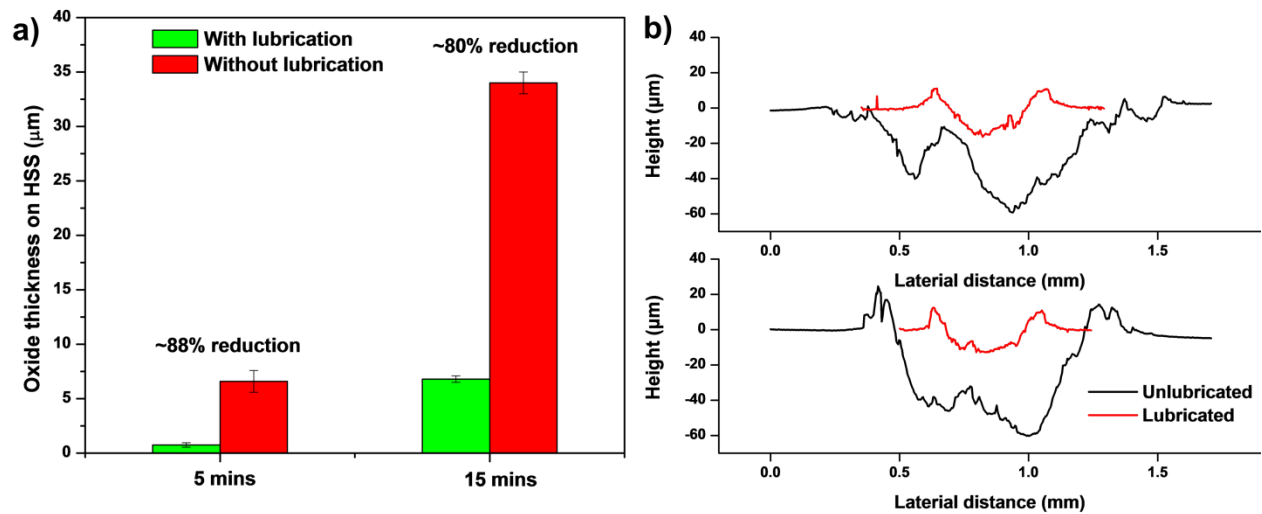 a)
Oxide thickness on HSS (μm)
40
35
30
25
20
15
10
5
0
With lubrication
Without lubrication
~80% reduction
~88% reduction
5 mins
15 mins
b)
Height (μm)
40
20
0
-20
-40
-60
0.0
0.5
1.0
1.5
Laterial distance (mm)
Height (μm)
40
20
0
-20
-40
-60
Unlubricated
Lubricated
0.0
0.5
1.0
1.5
Laterial distance (mm)